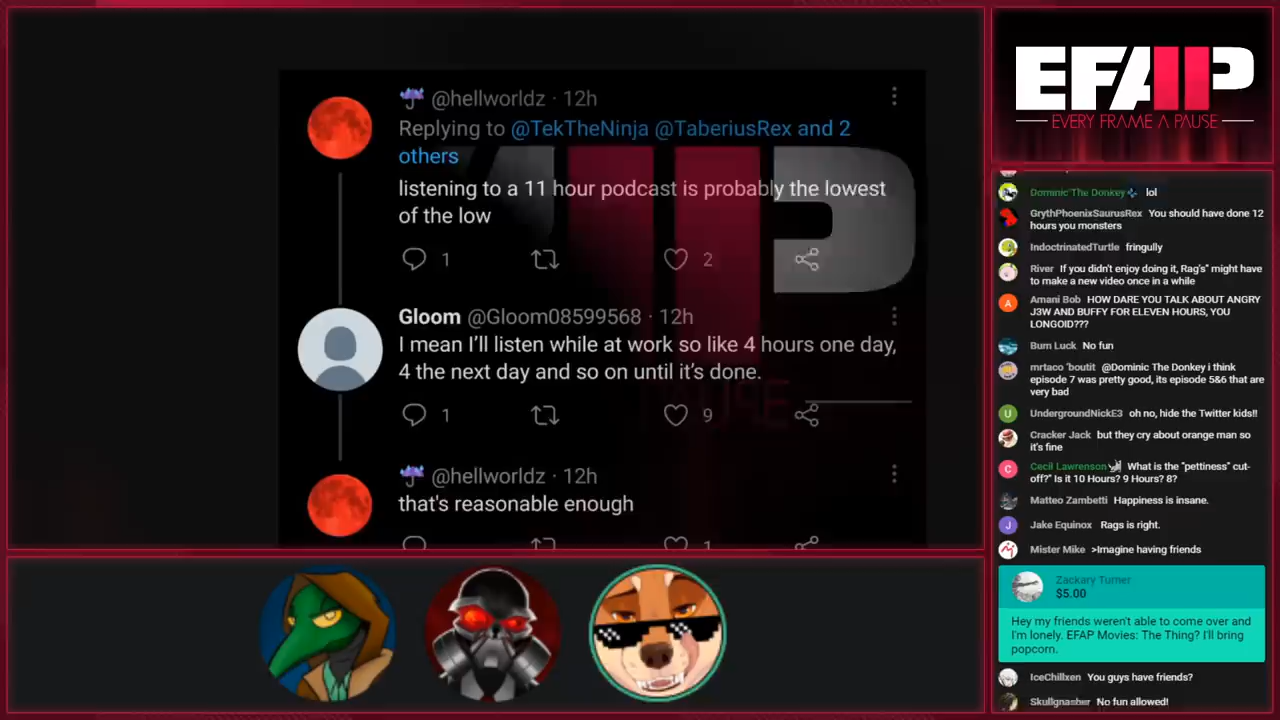 @hellworldz · 12h
Replying to @TekTheNinja @TaberiusRex and 2
others
listening to a 11 hour podcast is probably the lowest
of the low
1
2
Gloom @Gloom08599568 · 12h
I mean I'll listen while at work so like 4 hours one day,
4 the next day and so on until it's done.
1
9
@hellworldz · 12h
that's reasonable enough
1
EFAP
EVERY FRAME A PAUSE
Dominic The Donkey lol
GrythPhoenixSaurusRex You should have done 12
hours you monsters
IndoctrinatedTurtle fringully
River If you didn't enjoy doing it, Rag's" might have
to make a new video once in a while
Amani Bob HOW DARE YOU TALK ABOUT ANGRY
J3W AND BUFFY FOR ELEVEN HOURS, YOU
LONGOID???
Bum Luck No fun
mrtaco 'boutit @Dominic The Donkey i think
episode 7 was pretty good, its episode 5&6 that are
very bad
UndergroundNickE3 oh no, hide the Twitter kids!!
Cracker Jack but they cry about orange man so
it's fine
Cecil Lawrenson What is the "pettiness" cut-
off?" Is it 10 Hours? 9 Hours? 8?
Matteo Zambetti Happiness is insane.
Jake Equinox Rags is right.
Mister Mike >Imagine having friends
Zackary Turner
$5.00
Hey my friends weren't able to come over and
I'm lonely. EFAP Movies: The Thing? I'll bring
popcorn.
IceChillxen You guys have friends?
Skullgnasher No fun allowed!